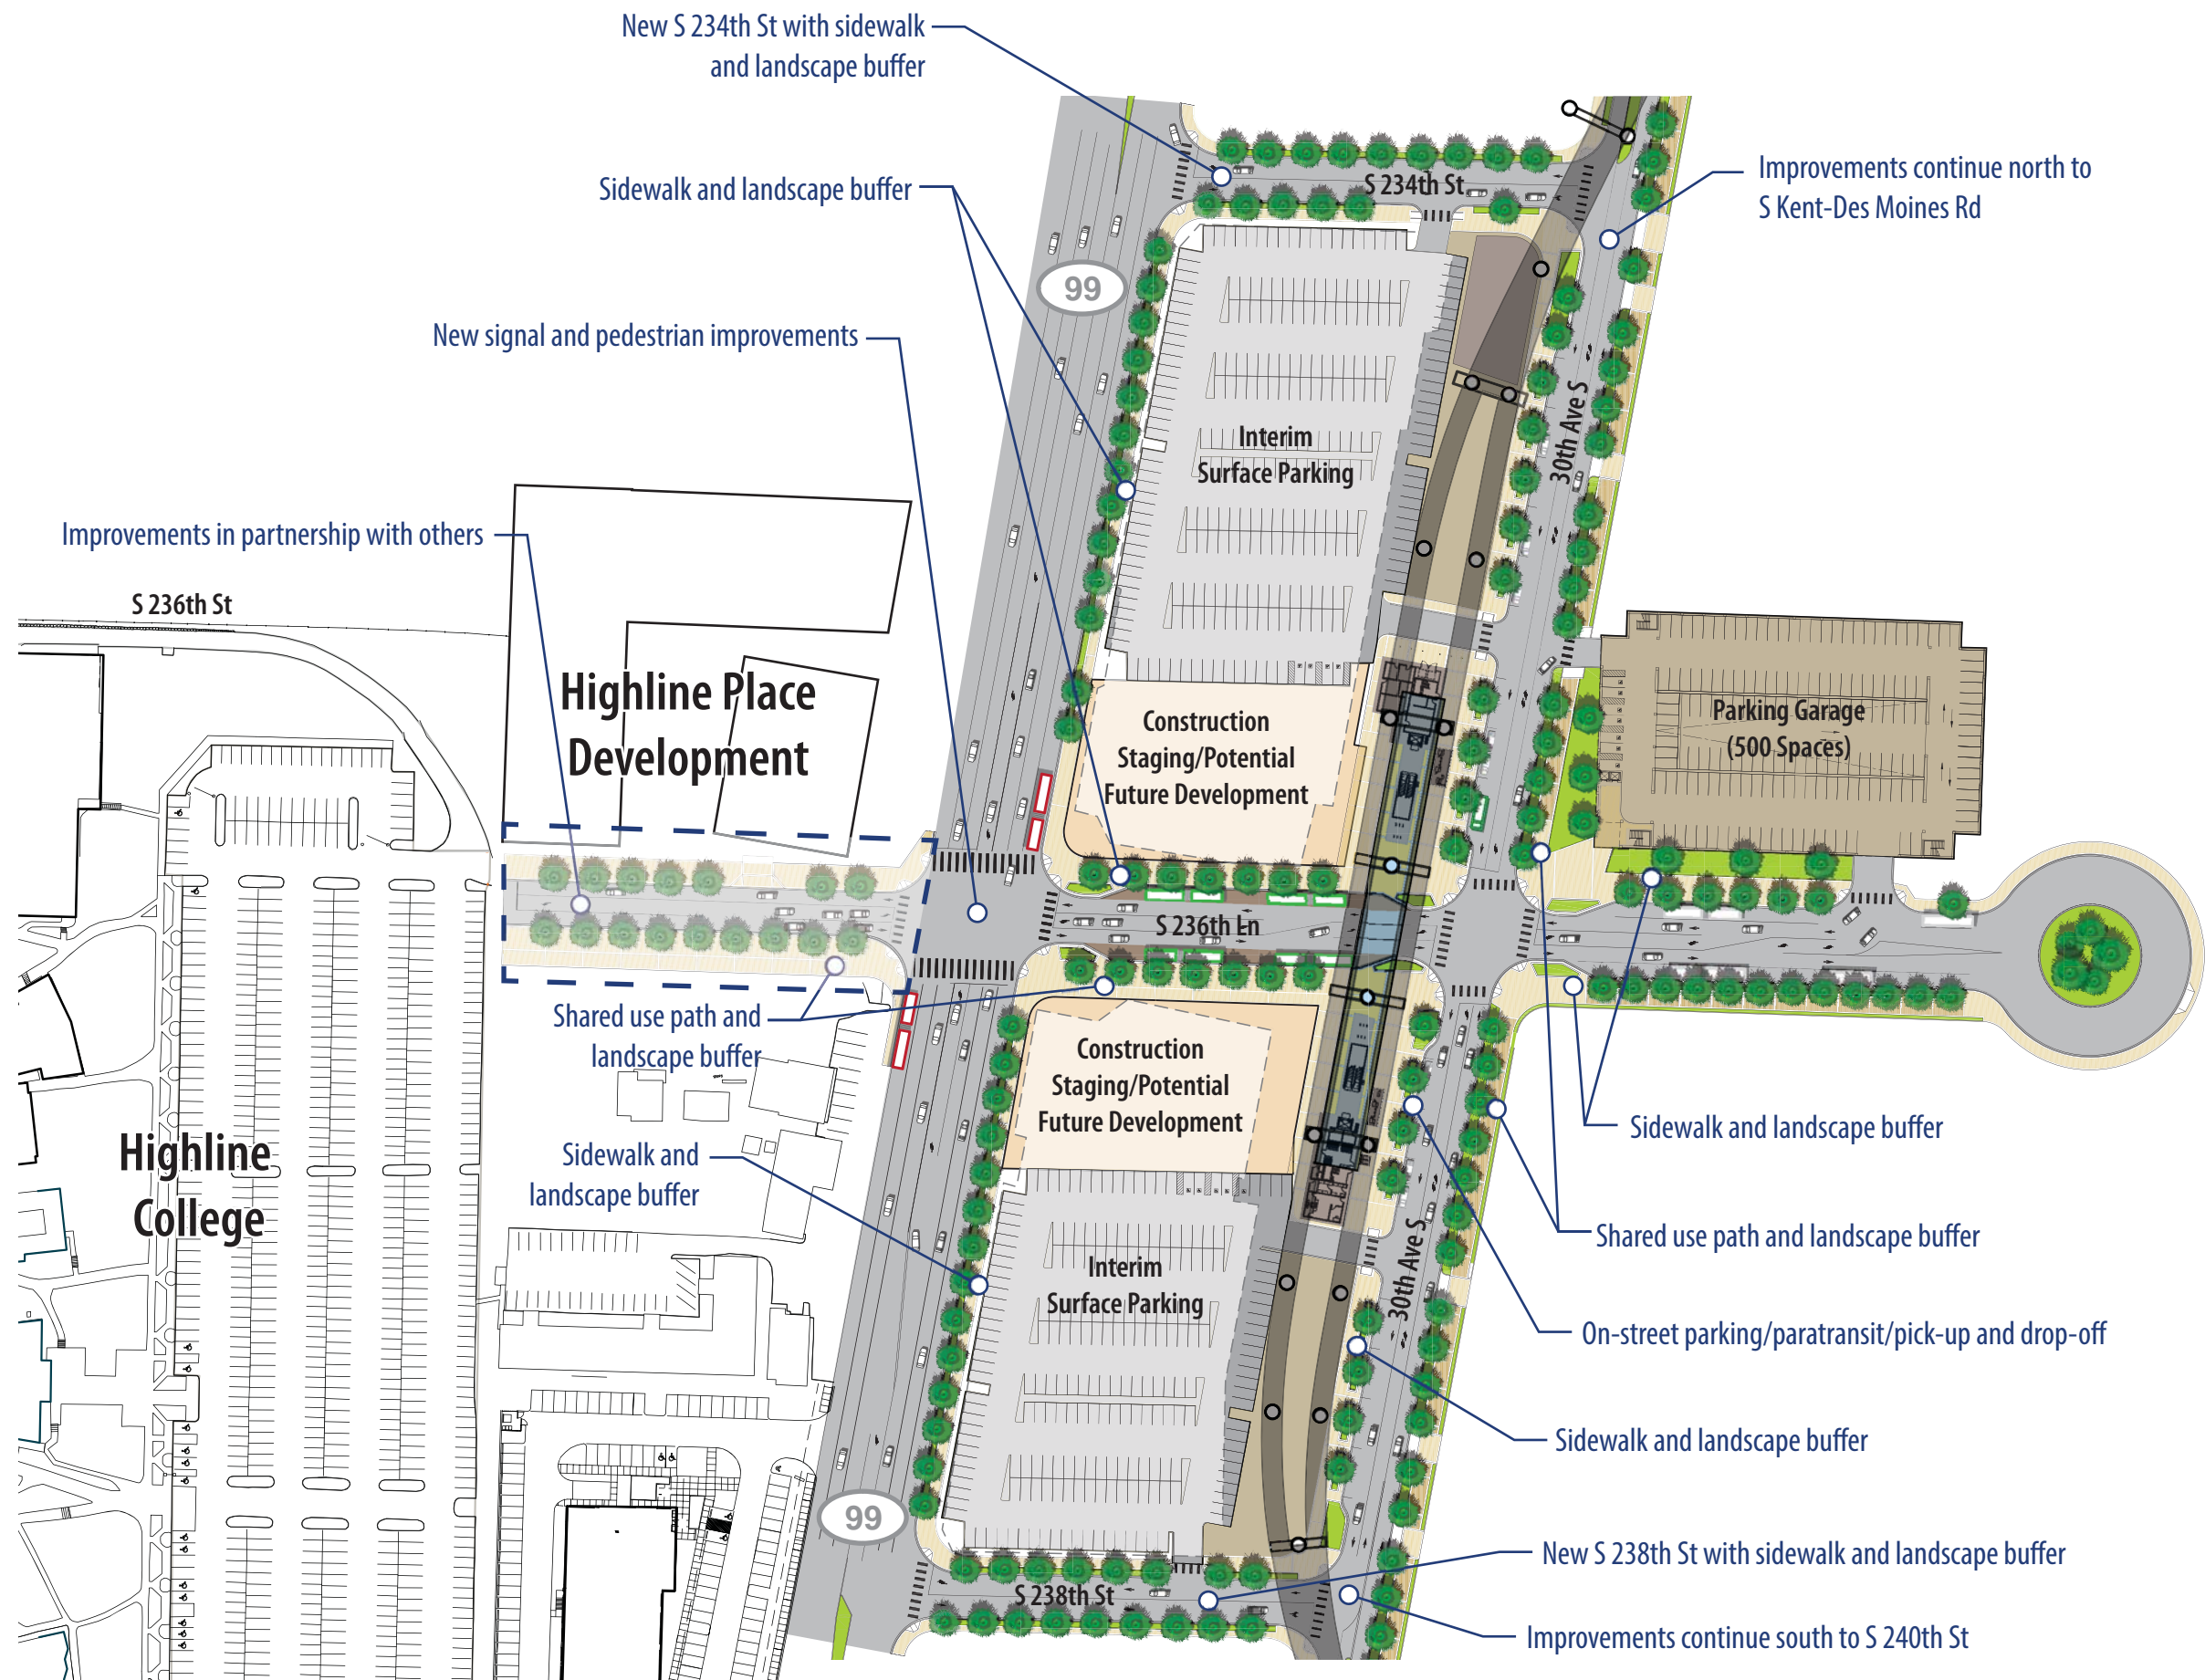 New S 234th St with sidewalk
and landscape buffer
Improvements continue north to
S Kent-Des Moines Rd
Sidewalk and landscape buffer
S 234th St
99
New signal and pedestrian improvements
30th Ave S
Interim
Surface Parking
Improvements in partnership with others
S 236th St
Highline Place
Development
Construction
Staging/Potential
Future Development
Parking Garage
(500 Spaces)
S 236th Ln
Shared use path and
landscape buffer
Construction
Staging/Potential
Future Development
Sidewalk and landscape buffer
Highline
College
Sidewalk and
landscape buffer
Shared use path and landscape buffer
Interim
Surface Parking
30th Ave S
On-street parking/paratransit/pick-up and drop-off
Sidewalk and landscape buffer
99
New S 238th St with sidewalk and landscape buffer
S 238th St
Improvements continue south to S 240th St